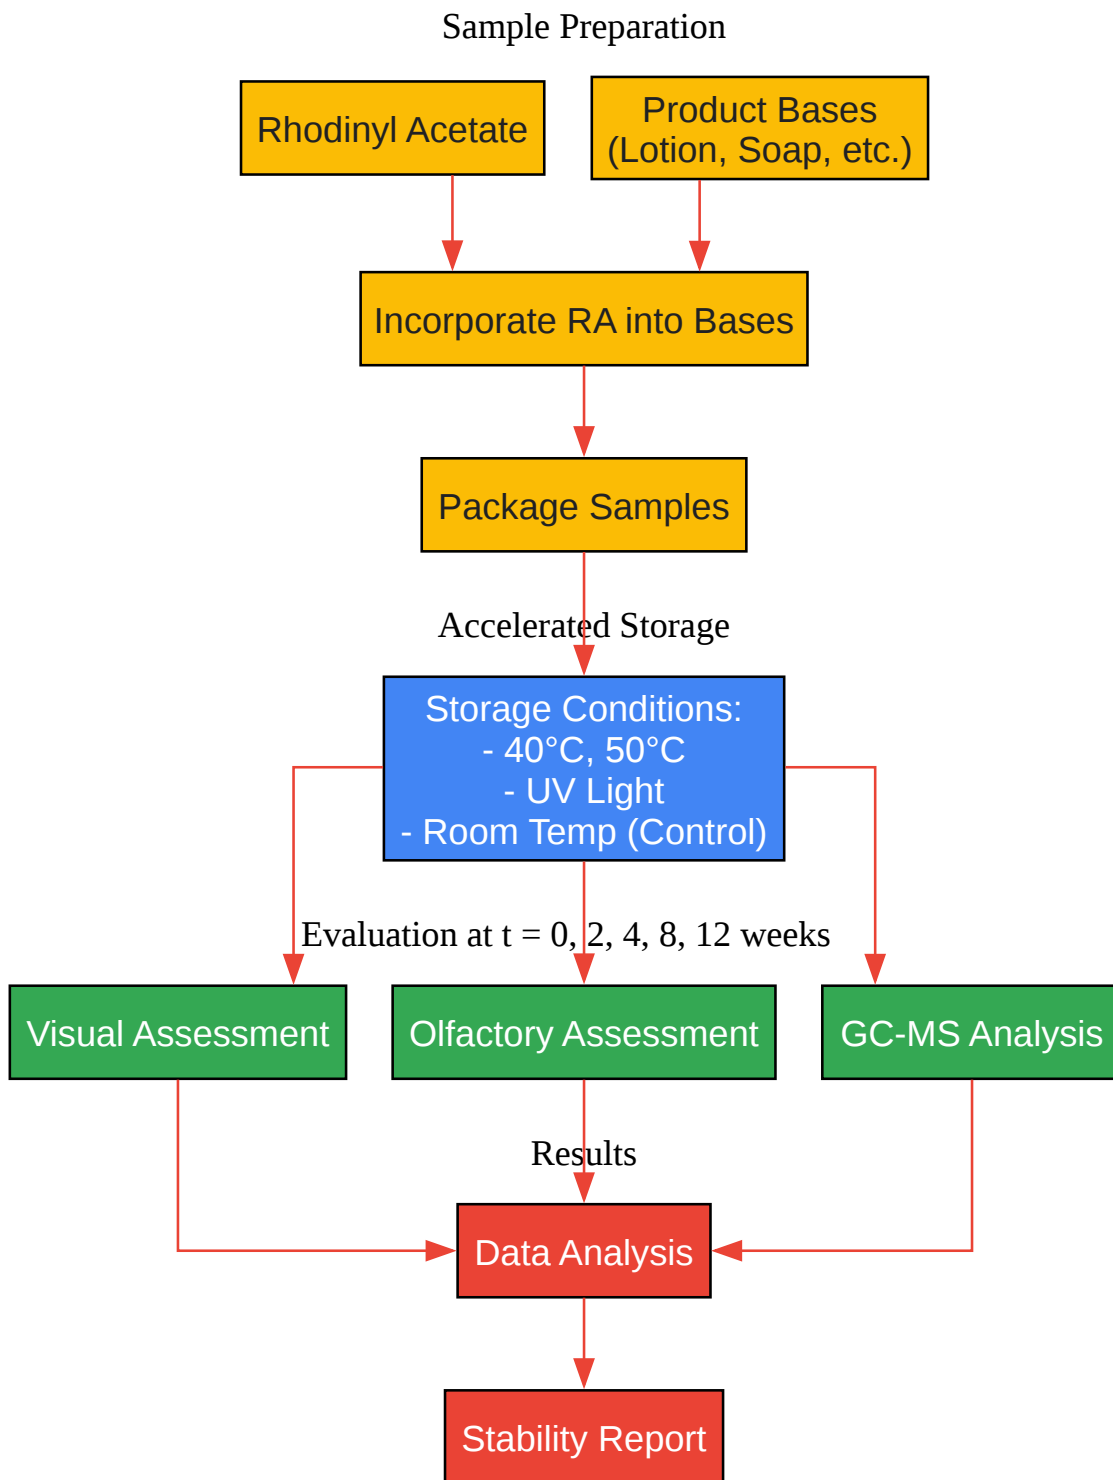 Sample Preparation
Rhodinyl Acetate
Product Bases
(Lotion, Soap, etc.)
Incorporate RA into Bases
Package Samples
Accelerated Storage
Storage Conditions:
- 40°C, 50°C
- UV Light
- Room Temp (Control)
Evaluation at t = 0, 2, 4, 8, 12 weeks
Visual Assessment
Olfactory Assessment
GC-MS Analysis
Results
Data Analysis
Stability Report